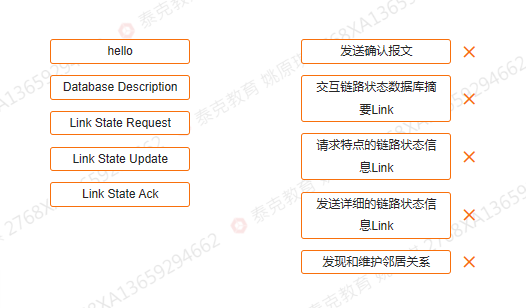 hello
Database Description
Link State Request
Link State Update
Link State Ack
发送确认报文
交互链路状态数据库摘
要Link
请求特点的链路状态信
息Link
发送详细的链路状态信
息Link
发现和维护邻居关系